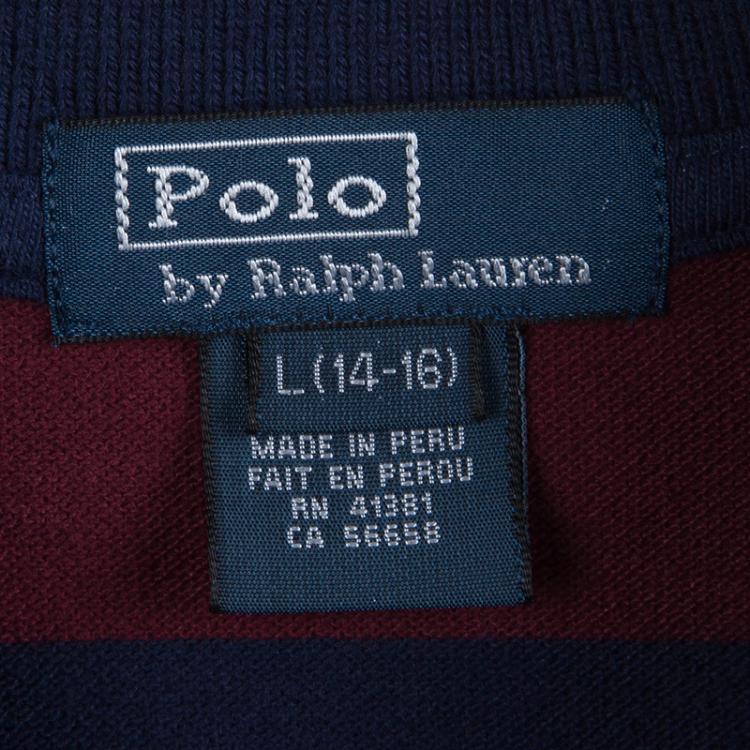 Polo
by Ralph Lauren
L (14-16)
MADE IN PERU
FAIT EN PEROU
RN 41381
CA 56658